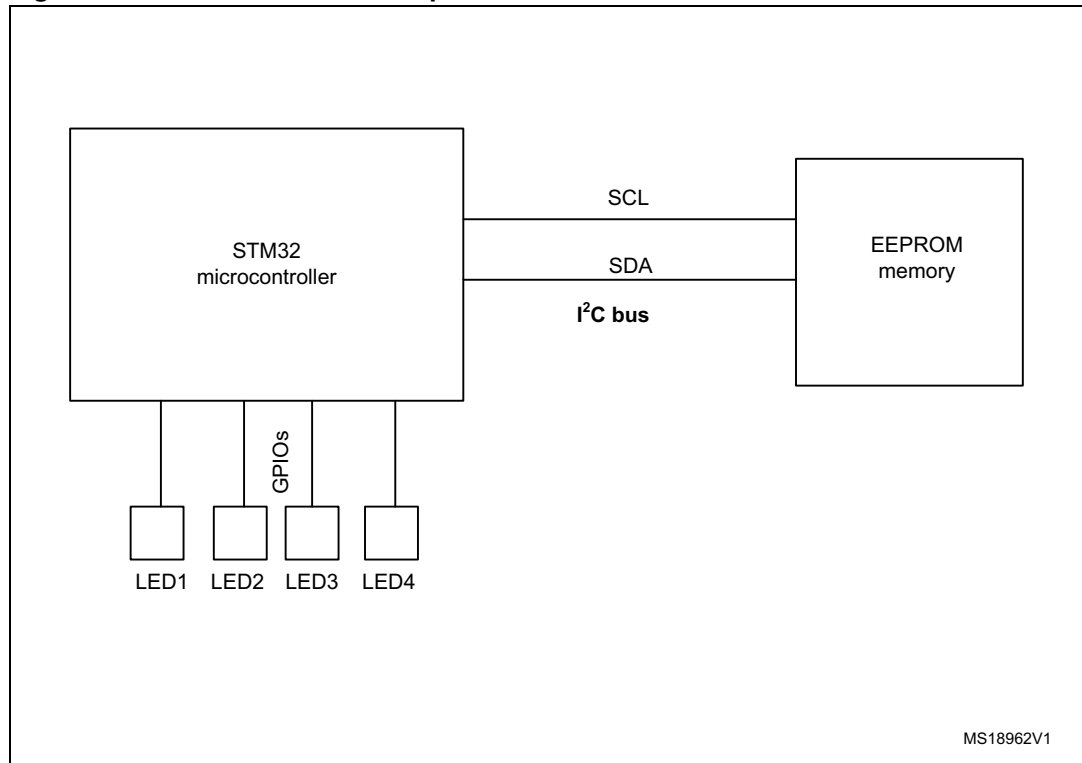 SCL
STM32
microcontroller
EEPROM
memory
SDA
I²C bus
GPIOs
LED1 LED2 LED3 LED4
MS18962V1